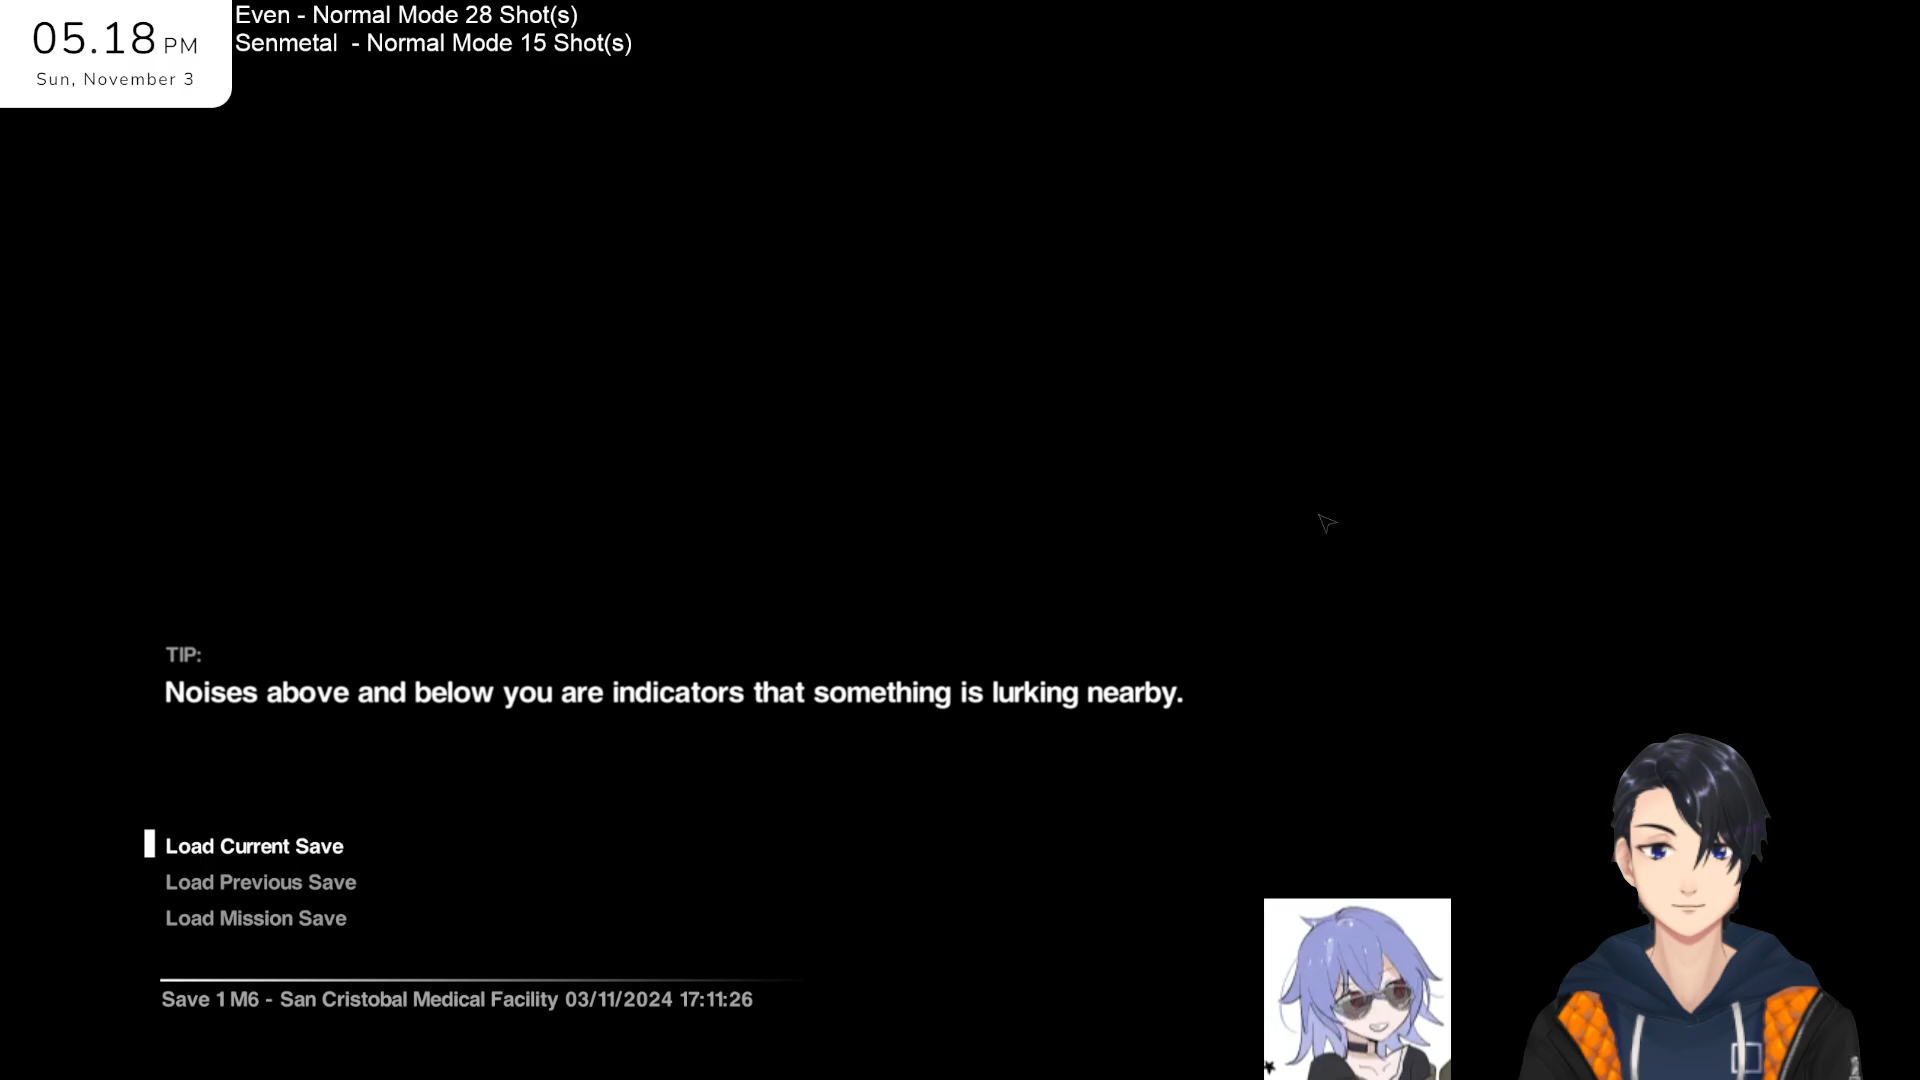 05.18 PM
Sun, November 3
Even - Normal Mode 28 Shot(s)
Senmetal  - Normal Mode 15 Shot(s)
TIP:
Noises above and below you are indicators that something is lurking nearby.
Load Current Save
Load Previous Save
Load Mission Save
Save 1 M6 - San Cristobal Medical Facility 03/11/2024 17:11:26